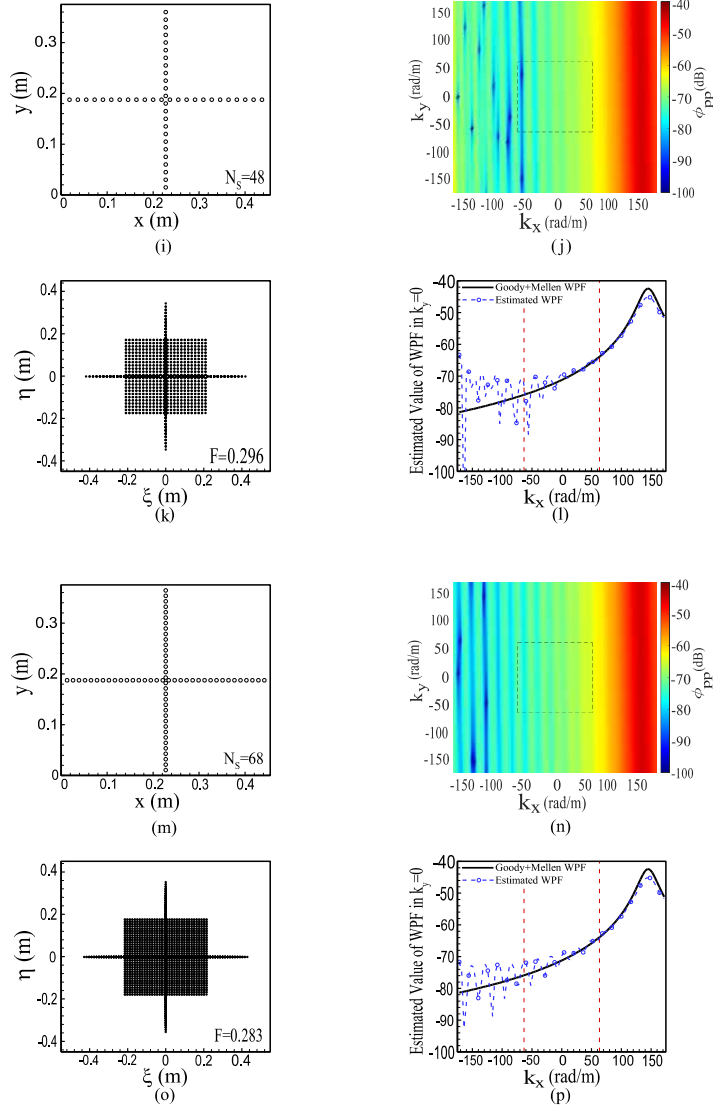 y (m)
0.3
0.2
0.1
0
0 0.1 0.2 0.3 0.4
N_s=48
x (m)
(i)
k_y (rad/m)
150
100
50
0
-50
-100
-150
-150 -100 -50 0 50 100 150
k_x (rad/m)
-40
-50
-60
-70
-80
-90
-100
ϕ_pp (dB)
(j)
η (m)
0.4
0.2
0
-0.2
-0.4
-0.4 -0.2 0 0.2 0.4
F=0.296
ξ (m)
(k)
Estimated Value of WPF in k_y=0
-40
-50
-60
-70
-80
-90
-100
Goody+Mellen WPF
Estimated WPF
-150 -100 -50 0 50 100 150
k_x (rad/m)
(l)
y (m)
0.3
0.2
0.1
0
0 0.1 0.2 0.3 0.4
N_s=68
x (m)
(m)
k_y (rad/m)
150
100
50
0
-50
-100
-150
-150 -100 -50 0 50 100 150
k_x (rad/m)
-40
-50
-60
-70
-80
-90
-100
ϕ_pp (dB)
(n)
η (m)
0.4
0.2
0
-0.2
-0.4
-0.4 -0.2 0 0.2 0.4
F=0.283
ξ (m)
(o)
Estimated Value of WPF in k_y=0
-40
-50
-60
-70
-80
-90
-100
Goody+Mellen WPF
Estimated WPF
-150 -100 -50 0 50 100 150
k_x (rad/m)
(p)